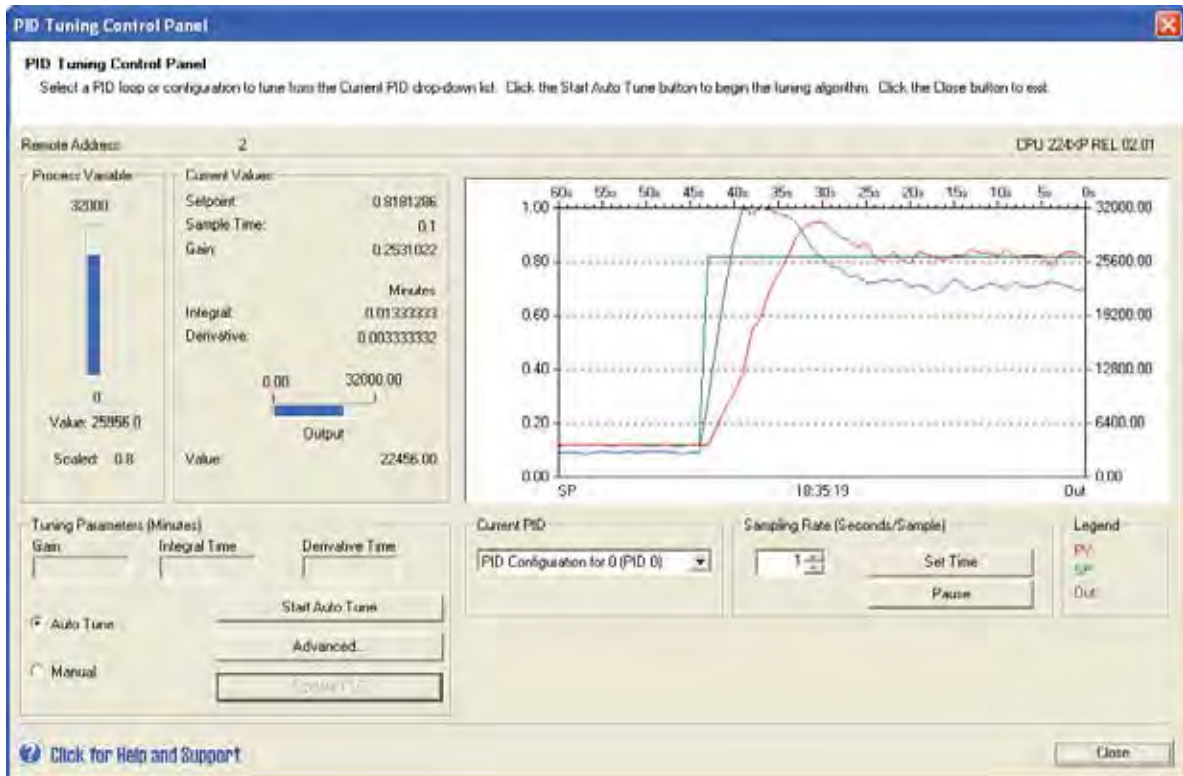 PID Tuning Control Panel
PID Tuning Control Panel
Select a PID loop or configuration to tune from the Current PID drop-down list. Click the Start Auto Tune button to begin the tuning algorithm. Click the Close button to exit.
Remote Address: 2 CPU 224XP REL 02.01
Process Variable
32000
0
Value: 25956.0
Scaled: 0.8
Current Values
Setpoint: 0.8181286
Sample Time: 0.1
Gain: 0.2531022
Minutes
Integral: 0.01333333
Derivative: 0.003333332
0.00 32000.00
Output
Value: 22456.00
60s 55s 50s 45s 40s 35s 30s 25s 20s 15s 10s 5s 0s
1.00 32000.00
0.80 25600.00
0.60 19200.00
0.40 12800.00
0.20 6400.00
0.00 0.00
SP 18:35:19 Out
Tuning Parameters (Minutes)
Gain Integral Time Derivative Time
Auto Tune
Manual
Start Auto Tune
Advanced...
Current PID
PID Configuration for 0 (PID 0)
Sampling Rate (Seconds/Sample)
1
Set Time
Pause
Legend
PV:
SP:
Out:
Click for Help and Support
Close